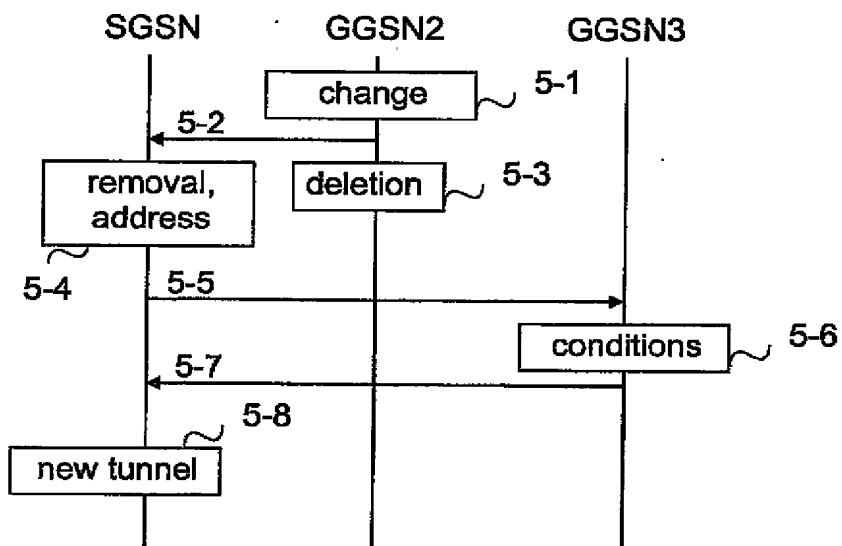 SGSN GGSN2 GGSN3
change 5-1
5-2
removal,
address
deletion 5-3
5-4
5-5
conditions 5-6
5-7
5-8
new tunnel